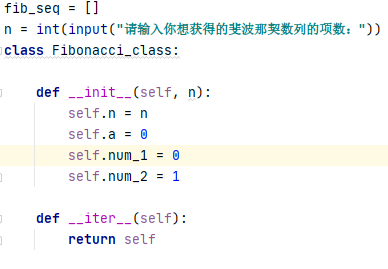 fib_seq = []
n = int(input("请输入你想获得的斐波那契数列的项数："))
class Fibonacci_class:
def __init__(self, n):
self.n = n
self.a = 0
self.num_1 = 0
self.num_2 = 1
def __iter__(self):
return self